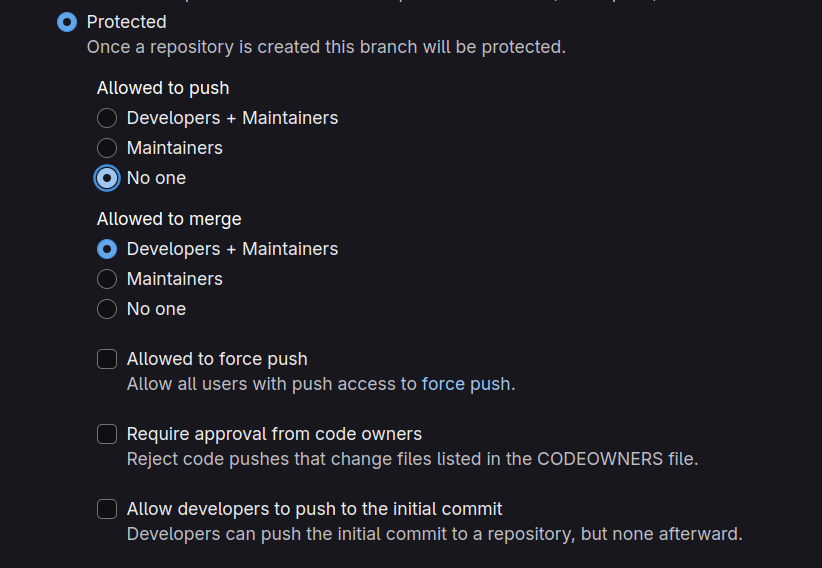 Protected
Once a repository is created this branch will be protected.
Allowed to push
Developers + Maintainers
Maintainers
No one
Allowed to merge
Developers + Maintainers
Maintainers
No one
Allowed to force push
Allow all users with push access to force push.
Require approval from code owners
Reject code pushes that change files listed in the CODEOWNERS file.
Allow developers to push to the initial commit
Developers can push the initial commit to a repository, but none afterward.